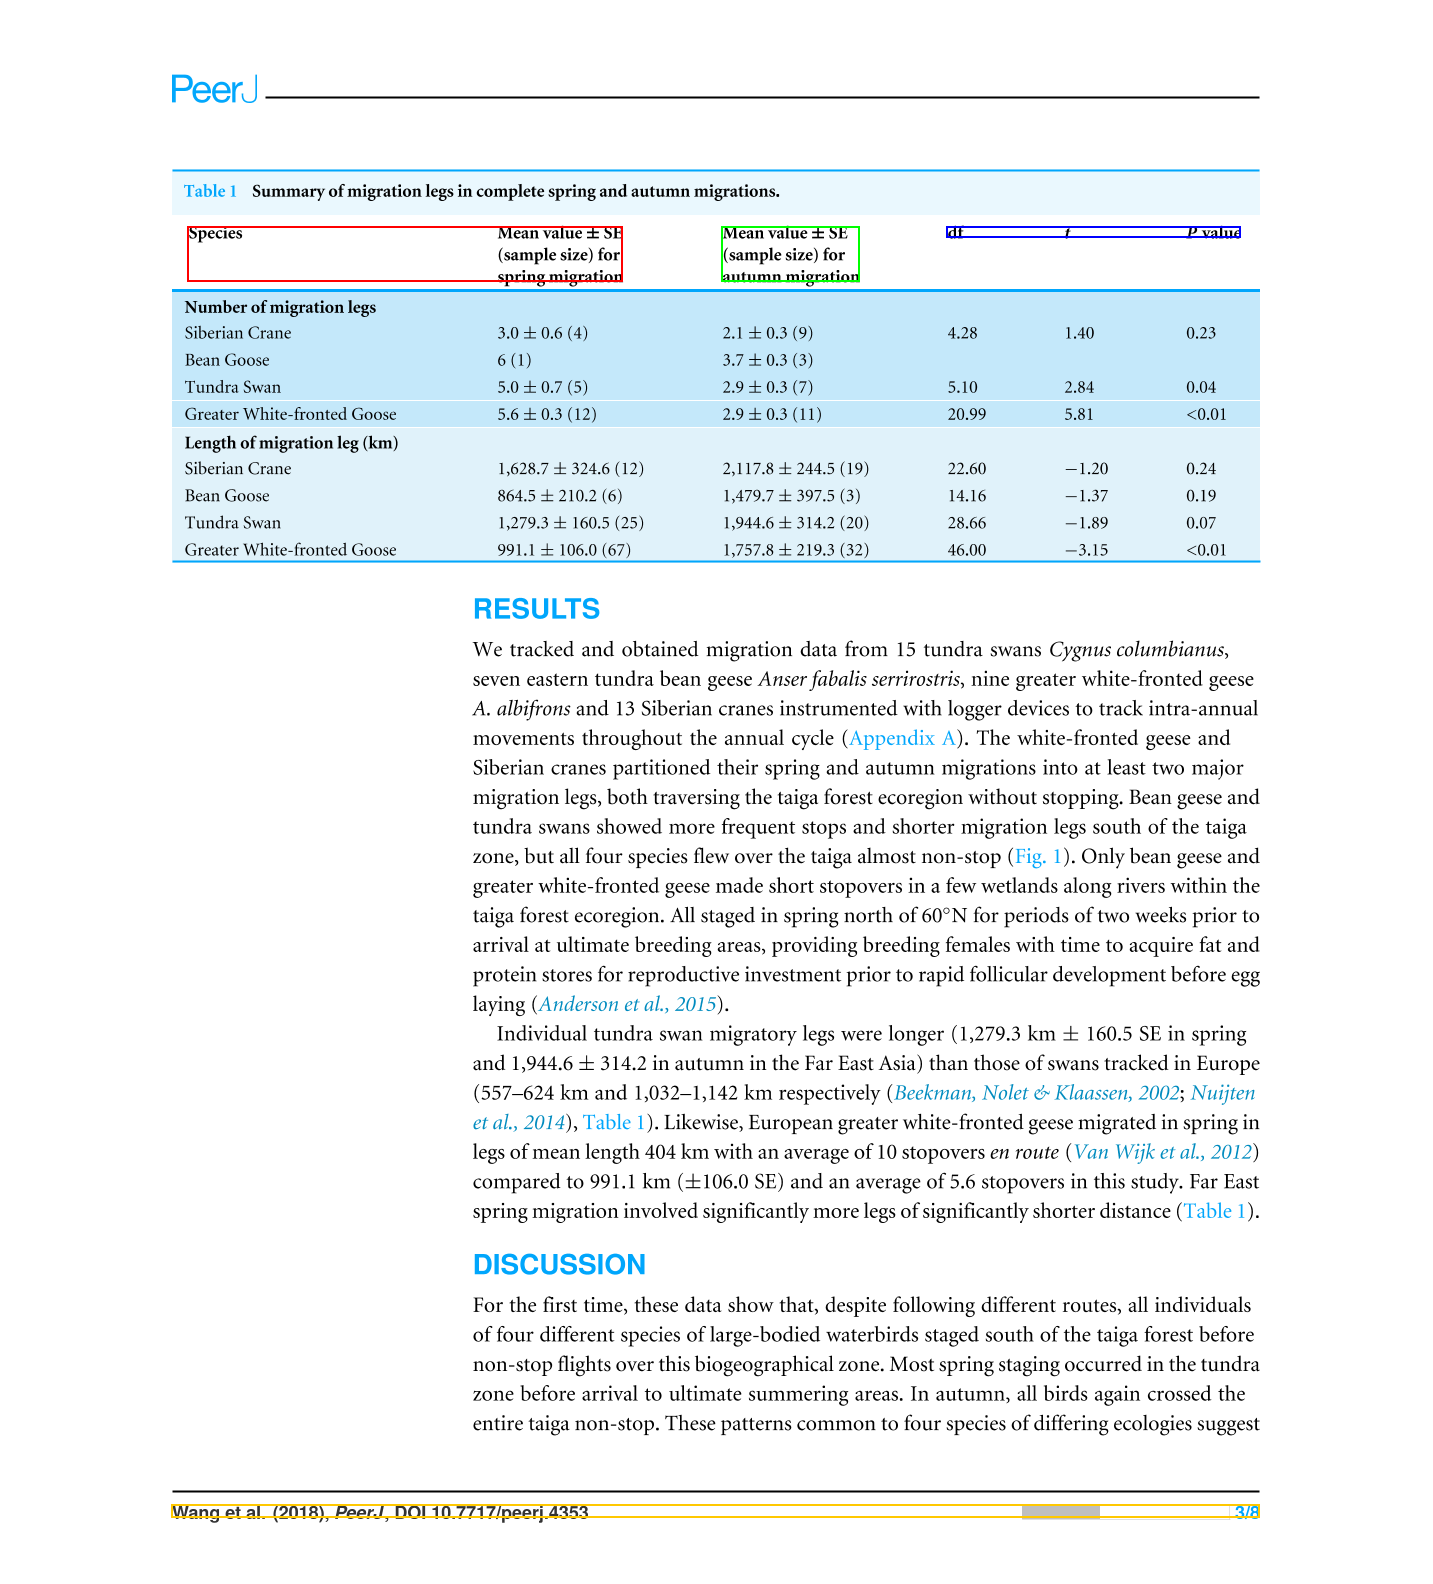 PeerJ
Table 1 Summary of migration legs in complete spring and autumn migrations.
Species Mean value ± SE (sample size) for spring migration Mean value ± SE (sample size) for autumn migration df t P value
Number of migration legs
Siberian Crane 3.0 ± 0.6 (4) 2.1 ± 0.3 (9) 4.28 1.40 0.23
Bean Goose 6 (1) 3.7 ± 0.3 (3)
Tundra Swan 5.0 ± 0.7 (5) 2.9 ± 0.3 (7) 5.10 2.84 0.04
Greater White-fronted Goose 5.6 ± 0.3 (12) 2.9 ± 0.3 (11) 20.99 5.81 <0.01
Length of migration leg (km)
Siberian Crane 1,628.7 ± 324.6 (12) 2,117.8 ± 244.5 (19) 22.60 −1.20 0.24
Bean Goose 864.5 ± 210.2 (6) 1,479.7 ± 397.5 (3) 14.16 −1.37 0.19
Tundra Swan 1,279.3 ± 160.5 (25) 1,944.6 ± 314.2 (20) 28.66 −1.89 0.07
Greater White-fronted Goose 991.1 ± 106.0 (67) 1,757.8 ± 219.3 (32) 46.00 −3.15 <0.01
RESULTS
We tracked and obtained migration data from 15 tundra swans Cygnus columbianus,
seven eastern tundra bean geese Anser fabalis serrirostris, nine greater white-fronted geese
A. albifrons and 13 Siberian cranes instrumented with logger devices to track intra-annual
movements throughout the annual cycle (Appendix A). The white-fronted geese and
Siberian cranes partitioned their spring and autumn migrations into at least two major
migration legs, both traversing the taiga forest ecoregion without stopping. Bean geese and
tundra swans showed more frequent stops and shorter migration legs south of the taiga
zone, but all four species flew over the taiga almost non-stop (Fig. 1). Only bean geese and
greater white-fronted geese made short stopovers in a few wetlands along rivers within the
taiga forest ecoregion. All staged in spring north of 60°N for periods of two weeks prior to
arrival at ultimate breeding areas, providing breeding females with time to acquire fat and
protein stores for reproductive investment prior to rapid follicular development before egg
laying (Anderson et al., 2015).
Individual tundra swan migratory legs were longer (1,279.3 km ± 160.5 SE in spring
and 1,944.6 ± 314.2 in autumn in the Far East Asia) than those of swans tracked in Europe
(557–624 km and 1,032–1,142 km respectively (Beekman, Nolet & Klaassen, 2002; Nuijten
et al., 2014), Table 1). Likewise, European greater white-fronted geese migrated in spring in
legs of mean length 404 km with an average of 10 stopovers en route (Van Wijk et al., 2012)
compared to 991.1 km (±106.0 SE) and an average of 5.6 stopovers in this study. Far East
spring migration involved significantly more legs of significantly shorter distance (Table 1).
DISCUSSION
For the first time, these data show that, despite following different routes, all individuals
of four different species of large-bodied waterbirds staged south of the taiga forest before
non-stop flights over this biogeographical zone. Most spring staging occurred in the tundra
zone before arrival to ultimate summering areas. In autumn, all birds again crossed the
entire taiga non-stop. These patterns common to four species of differing ecologies suggest
Wang et al. (2018), PeerJ, DOI 10.7717/peerj.4353 3/8